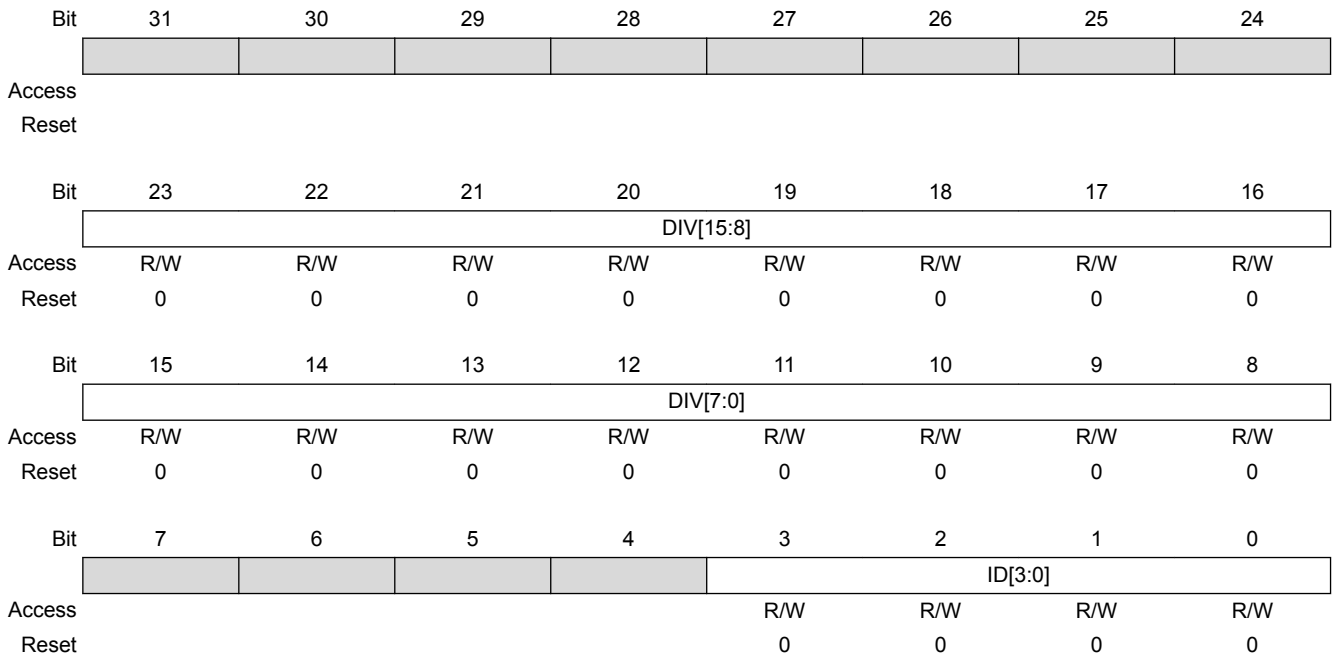 Bit 31 30 29 28 27 26 25 24
Access
Reset
Bit 23 22 21 20 19 18 17 16
DIV[15:8]
Access R/W R/W R/W R/W R/W R/W R/W R/W
Reset 0 0 0 0 0 0 0 0
Bit 15 14 13 12 11 10 9 8
DIV[7:0]
Access R/W R/W R/W R/W R/W R/W R/W R/W
Reset 0 0 0 0 0 0 0 0
Bit 7 6 5 4 3 2 1 0
ID[3:0]
Access R/W R/W R/W R/W
Reset 0 0 0 0